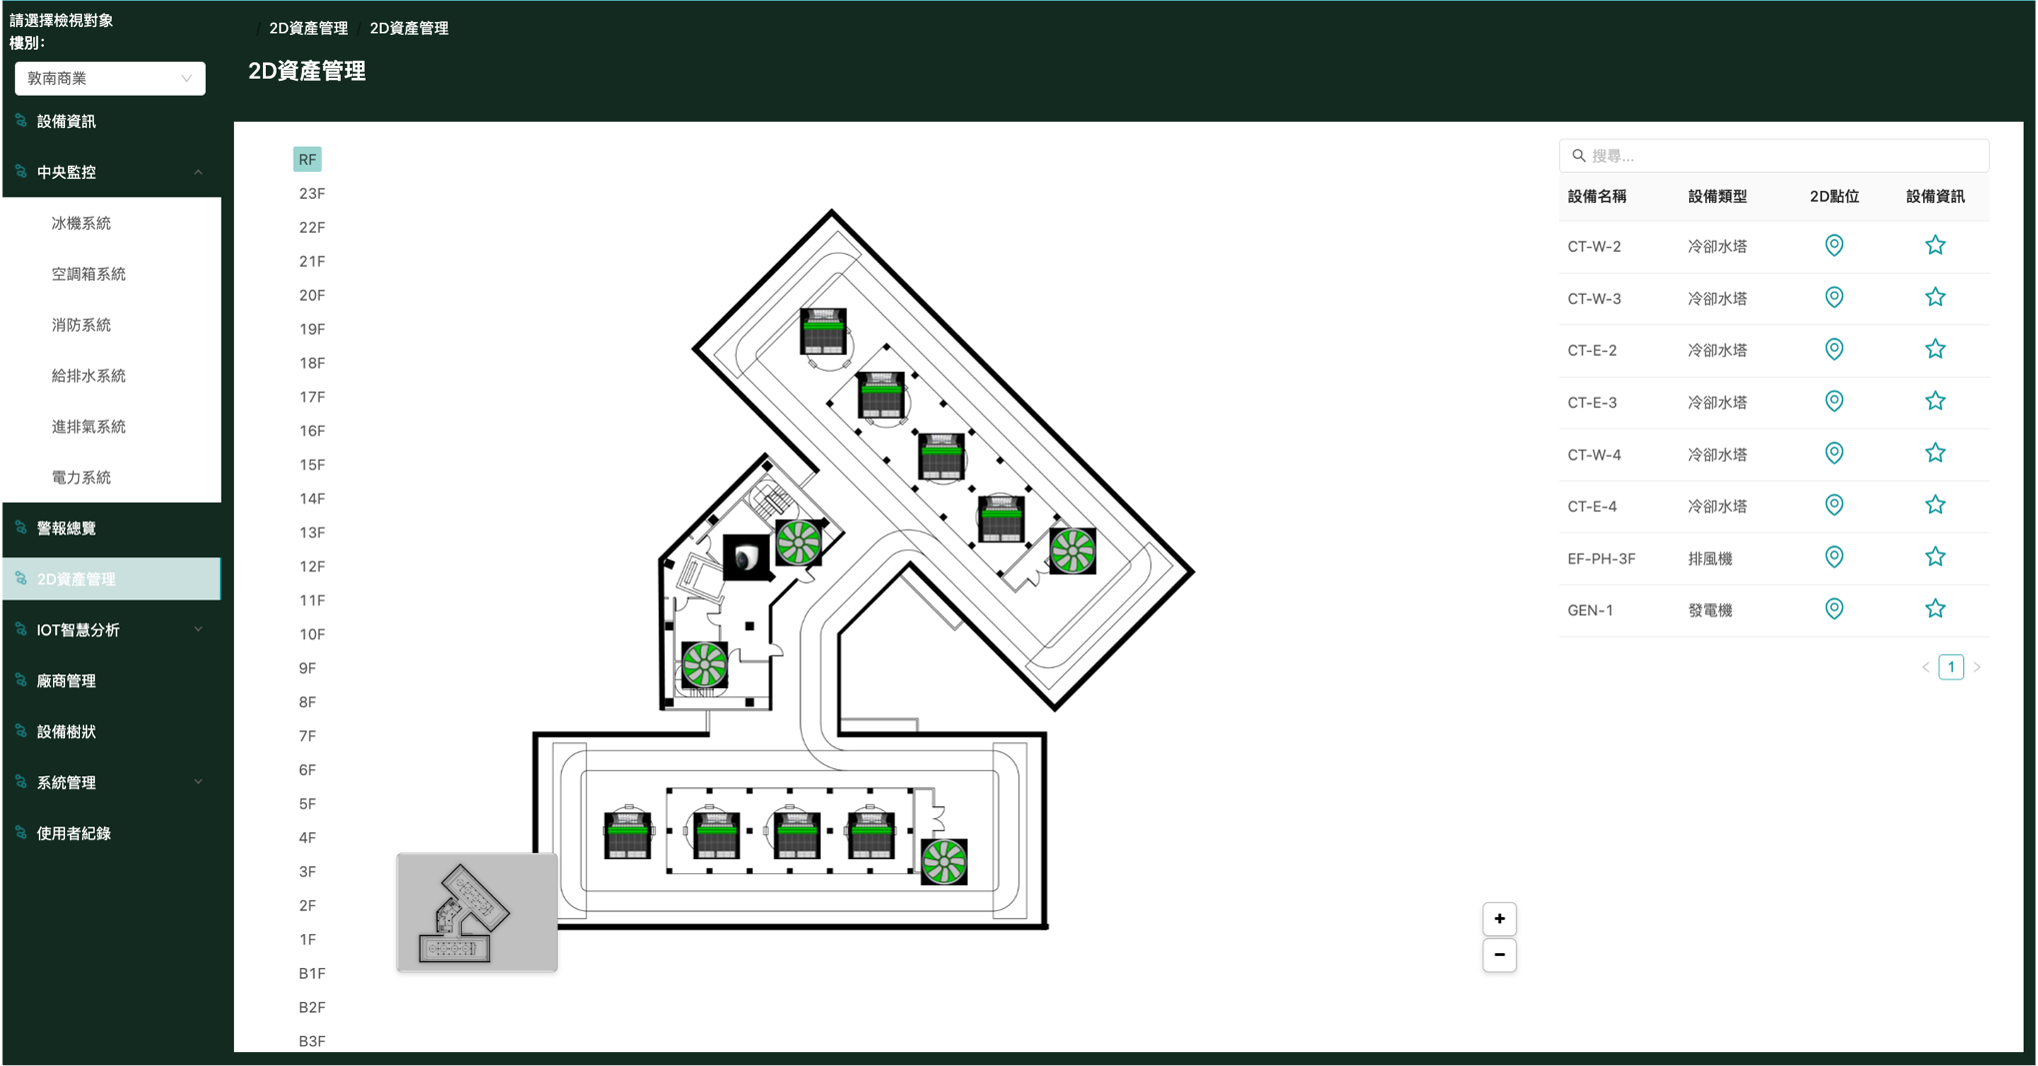 請選擇檢視對象
樓別:
敦南商業
設備資訊
中央監控
冰機系統
空調箱系統
消防系統
給排水系統
進排氣系統
電力系統
警報總覽
2D資產管理
IOT智慧分析
廠商管理
設備樹狀
系統管理
使用者紀錄
/ 2D資產管理 / 2D資產管理
2D資產管理
RF
23F
22F
21F
20F
19F
18F
17F
16F
15F
14F
13F
12F
11F
10F
9F
8F
7F
6F
5F
4F
3F
2F
1F
B1F
B2F
B3F
+
−
搜尋...
設備名稱 設備類型 2D點位 設備資訊
CT-W-2 冷卻水塔
CT-W-3 冷卻水塔
CT-E-2 冷卻水塔
CT-E-3 冷卻水塔
CT-W-4 冷卻水塔
CT-E-4 冷卻水塔
EF-PH-3F 排風機
GEN-1 發電機
< 1 >